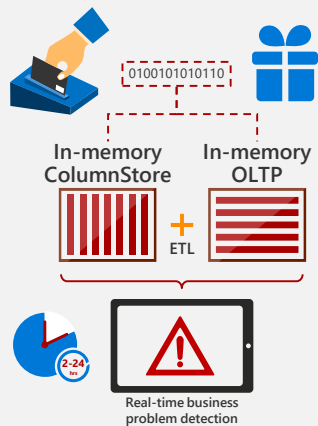 0100101010110
In-memory
ColumnStore
In-memory
OLTP
+
ETL
2-24
hrs
Real-time business
problem detection